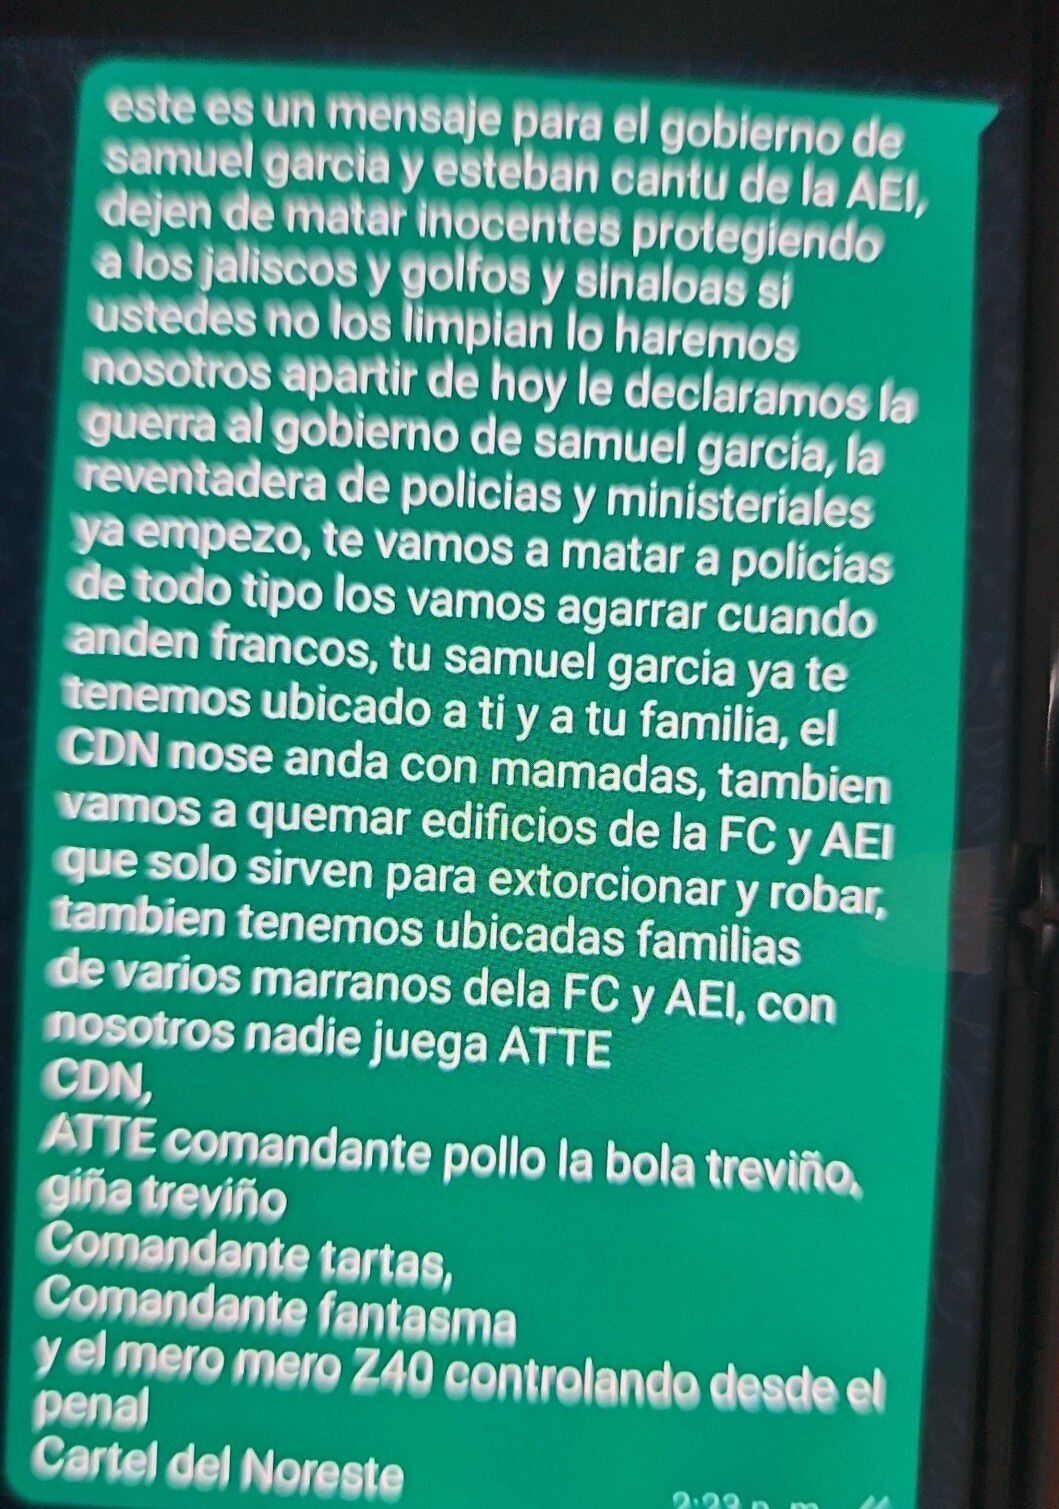 este es un mensaje para el gobierno de
samuel garcia y esteban cantu de la AEI,
dejen de matar inocentes protegiendo
a los jaliscos y golfos y sinaloas si
ustedes no los limpian lo haremos
nosotros apartir de hoy le declaramos la
guerra al gobierno de samuel garcia, la
reventadera de policias y ministeriales
ya empezo, te vamos a matar a policias
de todo tipo los vamos agarrar cuando
anden francos, tu samuel garcia ya te
tenemos ubicado a ti y a tu familia, el
CDN nose anda con mamadas, tambien
vamos a quemar edificios de la FC y AEI
que solo sirven para extorcionar y robar,
tambien tenemos ubicadas familias
de varios marranos dela FC y AEI, con
nosotros nadie juega ATTE
CDN,
ATTE comandante pollo la bola treviño,
giña treviño
Comandante tartas,
Comandante fantasma
y el mero mero Z40 controlando desde el
penal
Cartel del Noreste